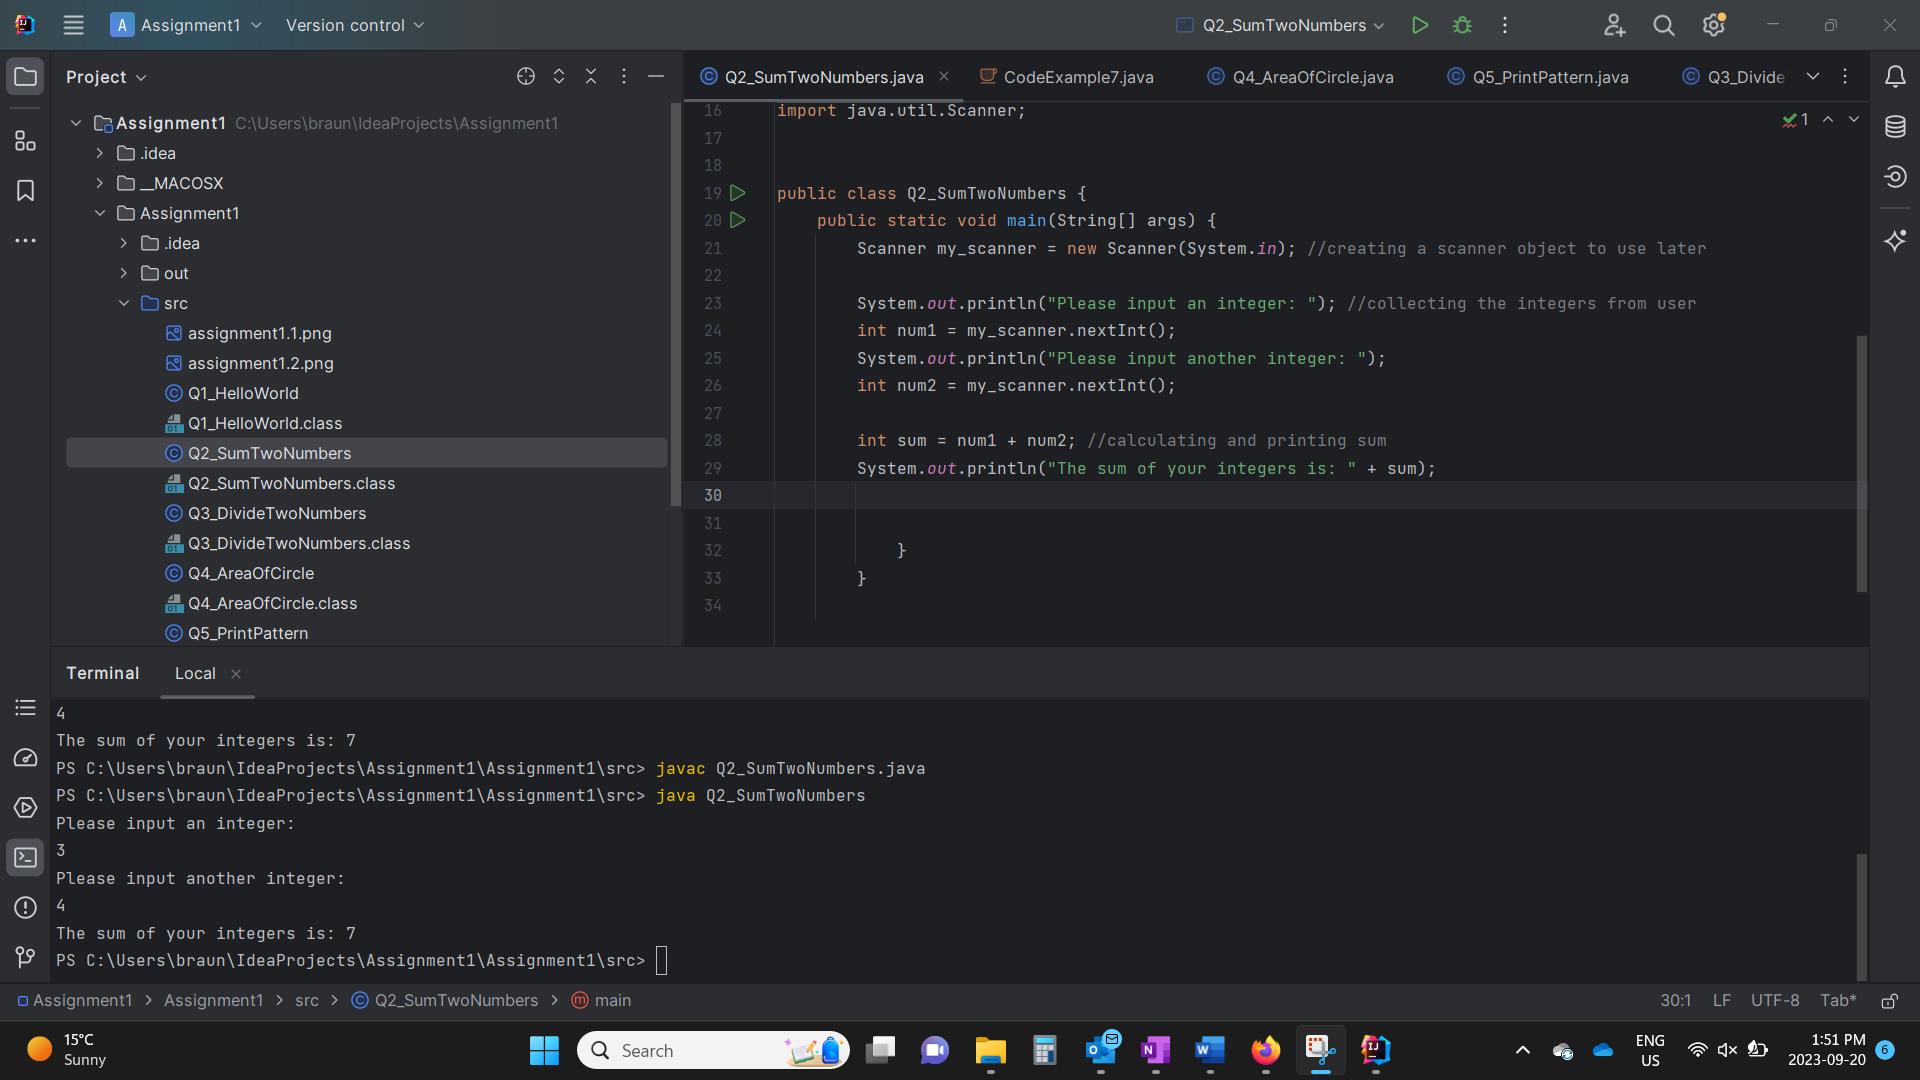 A Assignment1 Version control Q2_SumTwoNumbers
Project
Assignment1 C:\Users\braun\IdeaProjects\Assignment1
.idea
__MACOSX
Assignment1
.idea
out
src
assignment1.1.png
assignment1.2.png
Q1_HelloWorld
Q1_HelloWorld.class
Q2_SumTwoNumbers
Q2_SumTwoNumbers.class
Q3_DivideTwoNumbers
Q3_DivideTwoNumbers.class
Q4_AreaOfCircle
Q4_AreaOfCircle.class
Q5_PrintPattern
Q2_SumTwoNumbers.java CodeExample7.java Q4_AreaOfCircle.java Q5_PrintPattern.java Q3_Divide
1
16 import java.util.Scanner;
17
18
19 public class Q2_SumTwoNumbers {
20 public static void main(String[] args) {
21 Scanner my_scanner = new Scanner(System.in); //creating a scanner object to use later
22
23 System.out.println("Please input an integer: "); //collecting the integers from user
24 int num1 = my_scanner.nextInt();
25 System.out.println("Please input another integer: ");
26 int num2 = my_scanner.nextInt();
27
28 int sum = num1 + num2; //calculating and printing sum
29 System.out.println("The sum of your integers is: " + sum);
30
31
32 }
33 }
34
Terminal Local
4
The sum of your integers is: 7
PS C:\Users\braun\IdeaProjects\Assignment1\Assignment1\src> javac Q2_SumTwoNumbers.java
PS C:\Users\braun\IdeaProjects\Assignment1\Assignment1\src> java Q2_SumTwoNumbers
Please input an integer:
3
Please input another integer:
4
The sum of your integers is: 7
PS C:\Users\braun\IdeaProjects\Assignment1\Assignment1\src>
Assignment1 > Assignment1 > src > Q2_SumTwoNumbers > main 30:1 LF UTF-8 Tab*
15°C
Sunny
Search
ENG
US
1:51 PM
2023-09-20
6